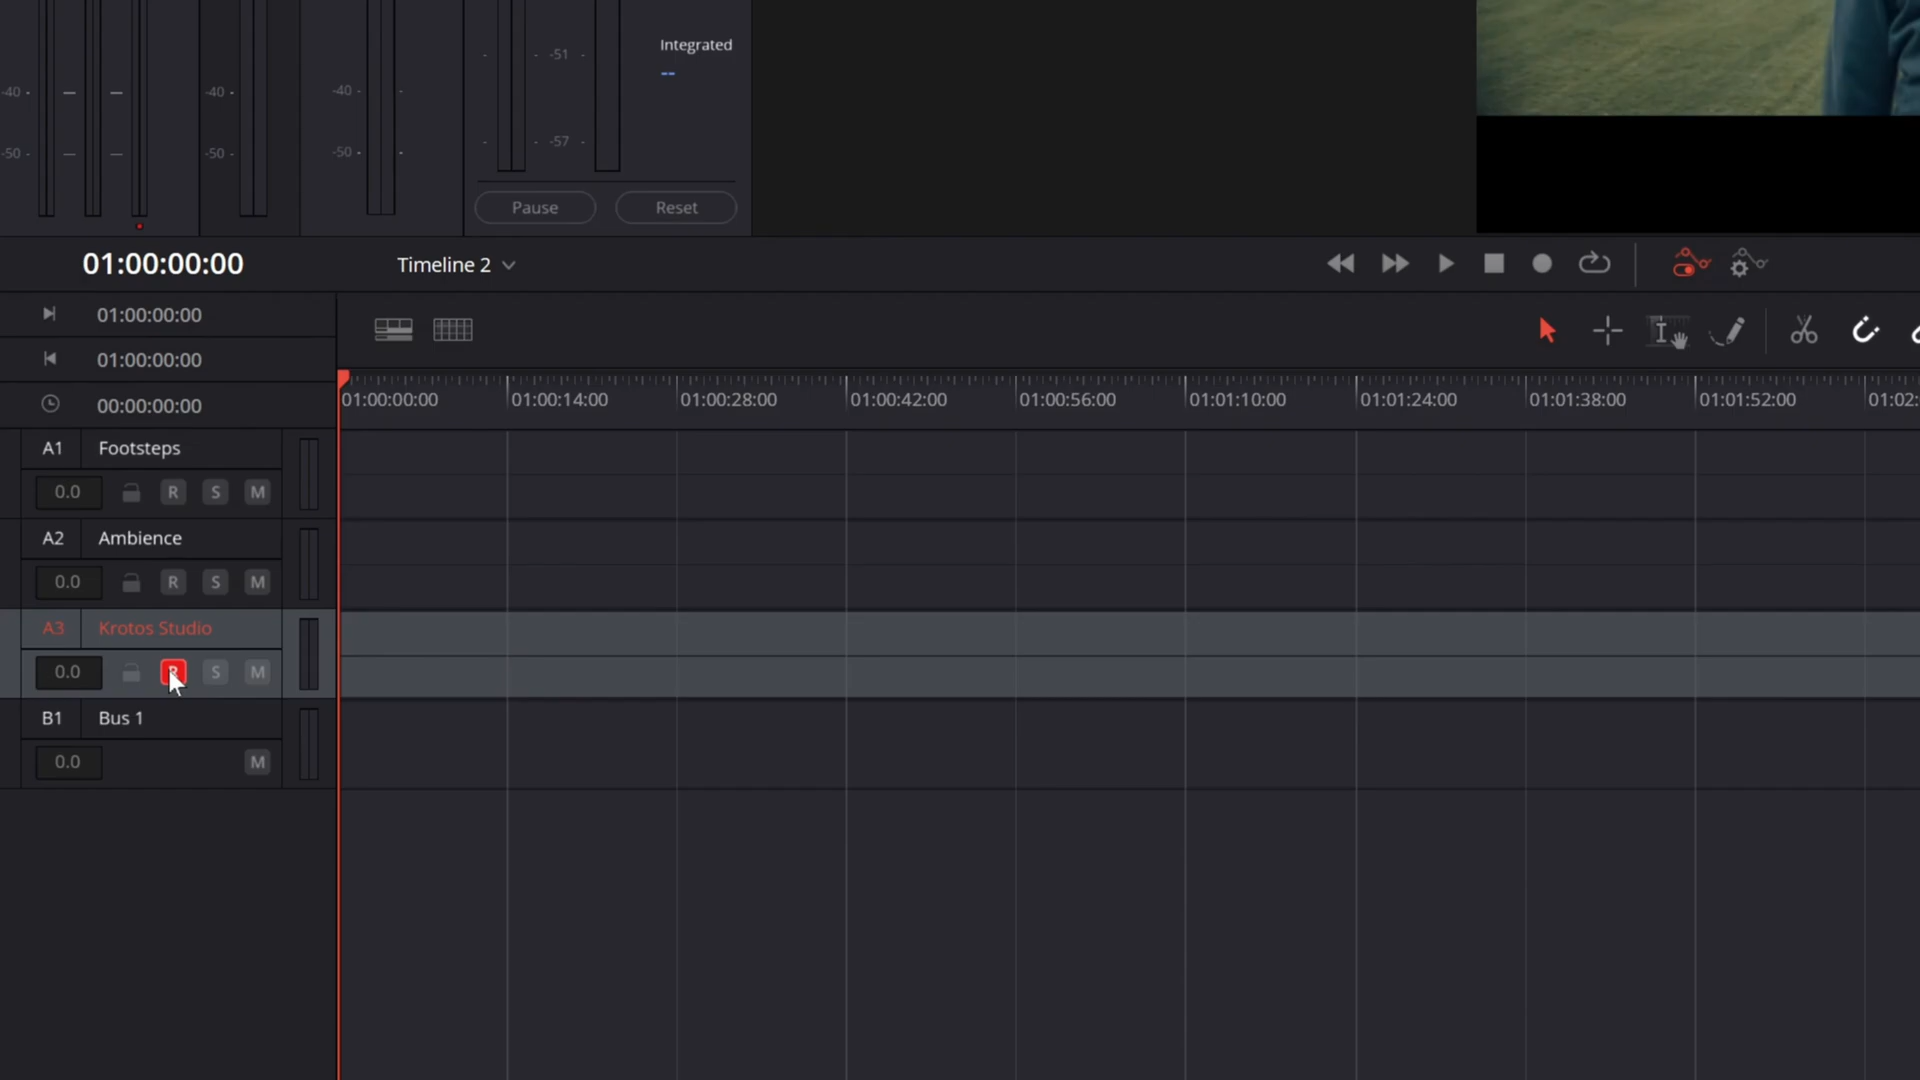 -51
Integrated
--
-40
-40
-40
-50
-50
-50
-57
Pause
Reset
01:00:00:00
Timeline 2
01:00:00:00
01:00:00:00
00:00:00:00
01:00:00:00 01:00:14:00 01:00:28:00 01:00:42:00 01:00:56:00 01:01:10:00 01:01:24:00 01:01:38:00 01:01:52:00 01:02:
A1 Footsteps
0.0 R S M
A2 Ambience
0.0 R S M
A3 Krotos Studio
0.0 R S M
B1 Bus 1
0.0 M